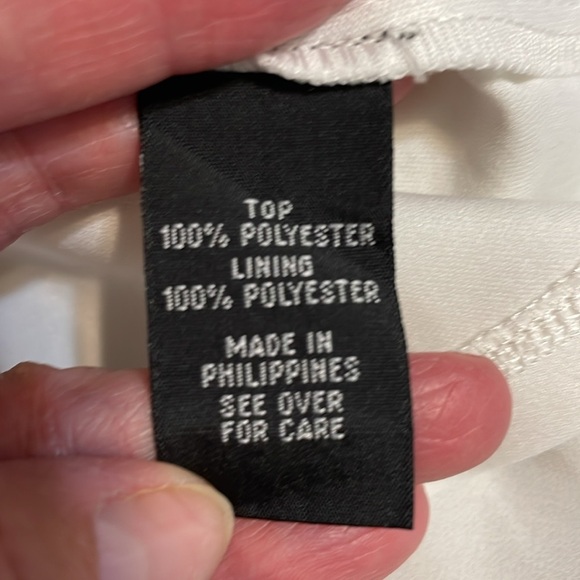 TOP
100% POLYESTER
LINING
100% POLYESTER
MADE IN
PHILIPPINES
SEE OVER
FOR CARE